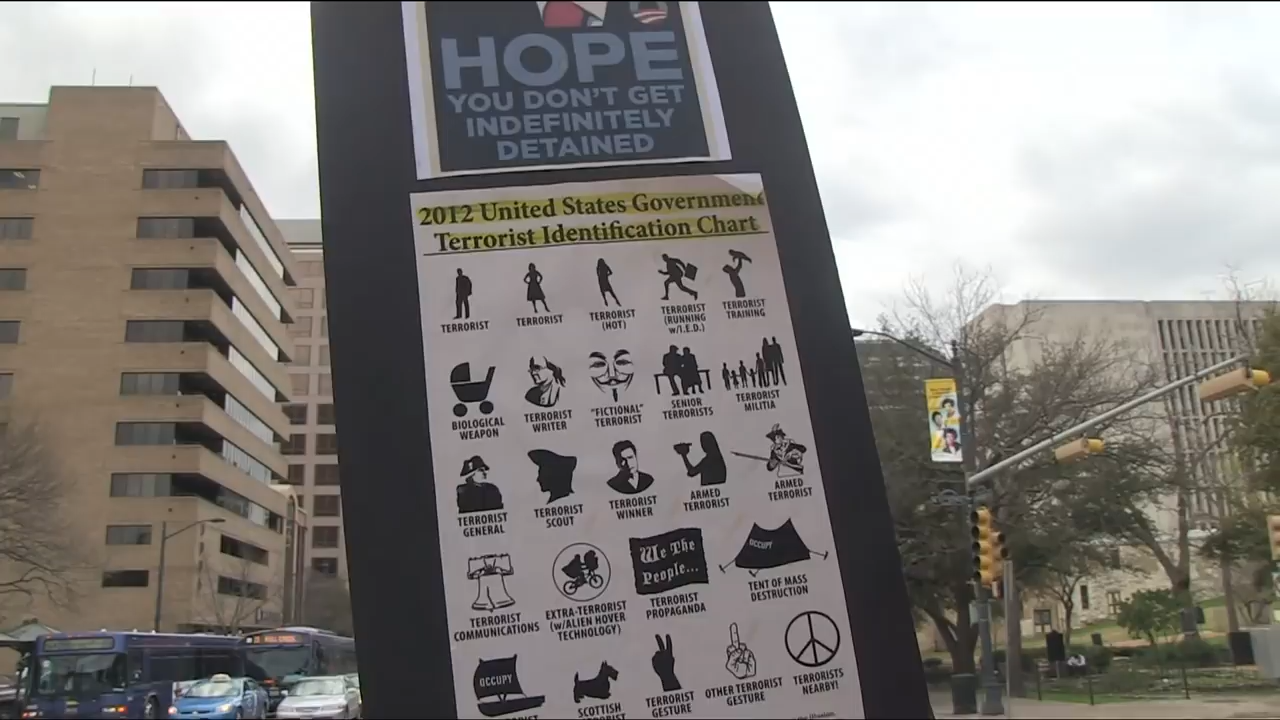 HOPE
YOU DON'T GET
INDEFINITELY
DETAINED
2012 United States Government
Terrorist Identification Chart
TERRORIST
TERRORIST
TERRORIST
(HOT)
TERRORIST
(RUNNING
w/I.E.D.)
TERRORIST
TRAINING
BIOLOGICAL
WEAPON
TERRORIST
WRITER
"FICTIONAL"
TERRORIST
SENIOR
TERRORISTS
TERRORIST
MILITIA
TERRORIST
GENERAL
TERRORIST
SCOUT
TERRORIST
WINNER
ARMED
TERRORIST
ARMED
TERRORIST
TERRORIST
COMMUNICATIONS
EXTRA-TERRORIST
(w/ALIEN HOVER
TECHNOLOGY)
We The
People...
TERRORIST
PROPAGANDA
OCCUPY
TENT OF MASS
DESTRUCTION
OCCUPY
SCOTTISH
TERRORIST
GESTURE
OTHER TERRORIST
GESTURE
TERRORISTS
NEARBY!